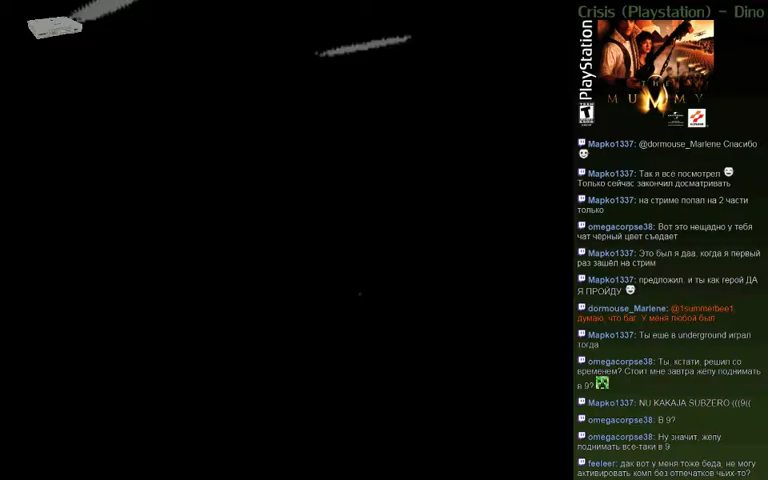 Crisis (Playstation) - Dino
PlayStation
THE
MUMMY
KONAMI
Mapko1337: @dormouse_Marlene Спасибо
Mapko1337: Так я всё посмотрел
Только сейчас закончил досматривать
Mapko1337: на стриме попал на 2 части
только
omegacorpse38: Вот это нещадно у тебя
чат чёрный цвет съедает
Mapko1337: Это был я два, когда я первый
раз зашёл на стрим
Mapko1337: предложил, и ты как герой ДА
Я ПРОЙДУ
dormouse_Marlene: @1summerbee1
думаю, что баг. У меня любой был
Mapko1337: Ты ещё в underground играл
тогда
omegacorpse38: Ты, кстати, решил со
временем? Стоит мне завтра жёпу поднимать
в 9?
Mapko1337: NU KAKAJA SUBZERO (((9((
omegacorpse38: В 9?
omegacorpse38: Ну значит, жёпу
поднимать все-таки в 9
feeleer: дак вот у меня тоже беда, не могу
активировать комп без отпечатков чьих-то?